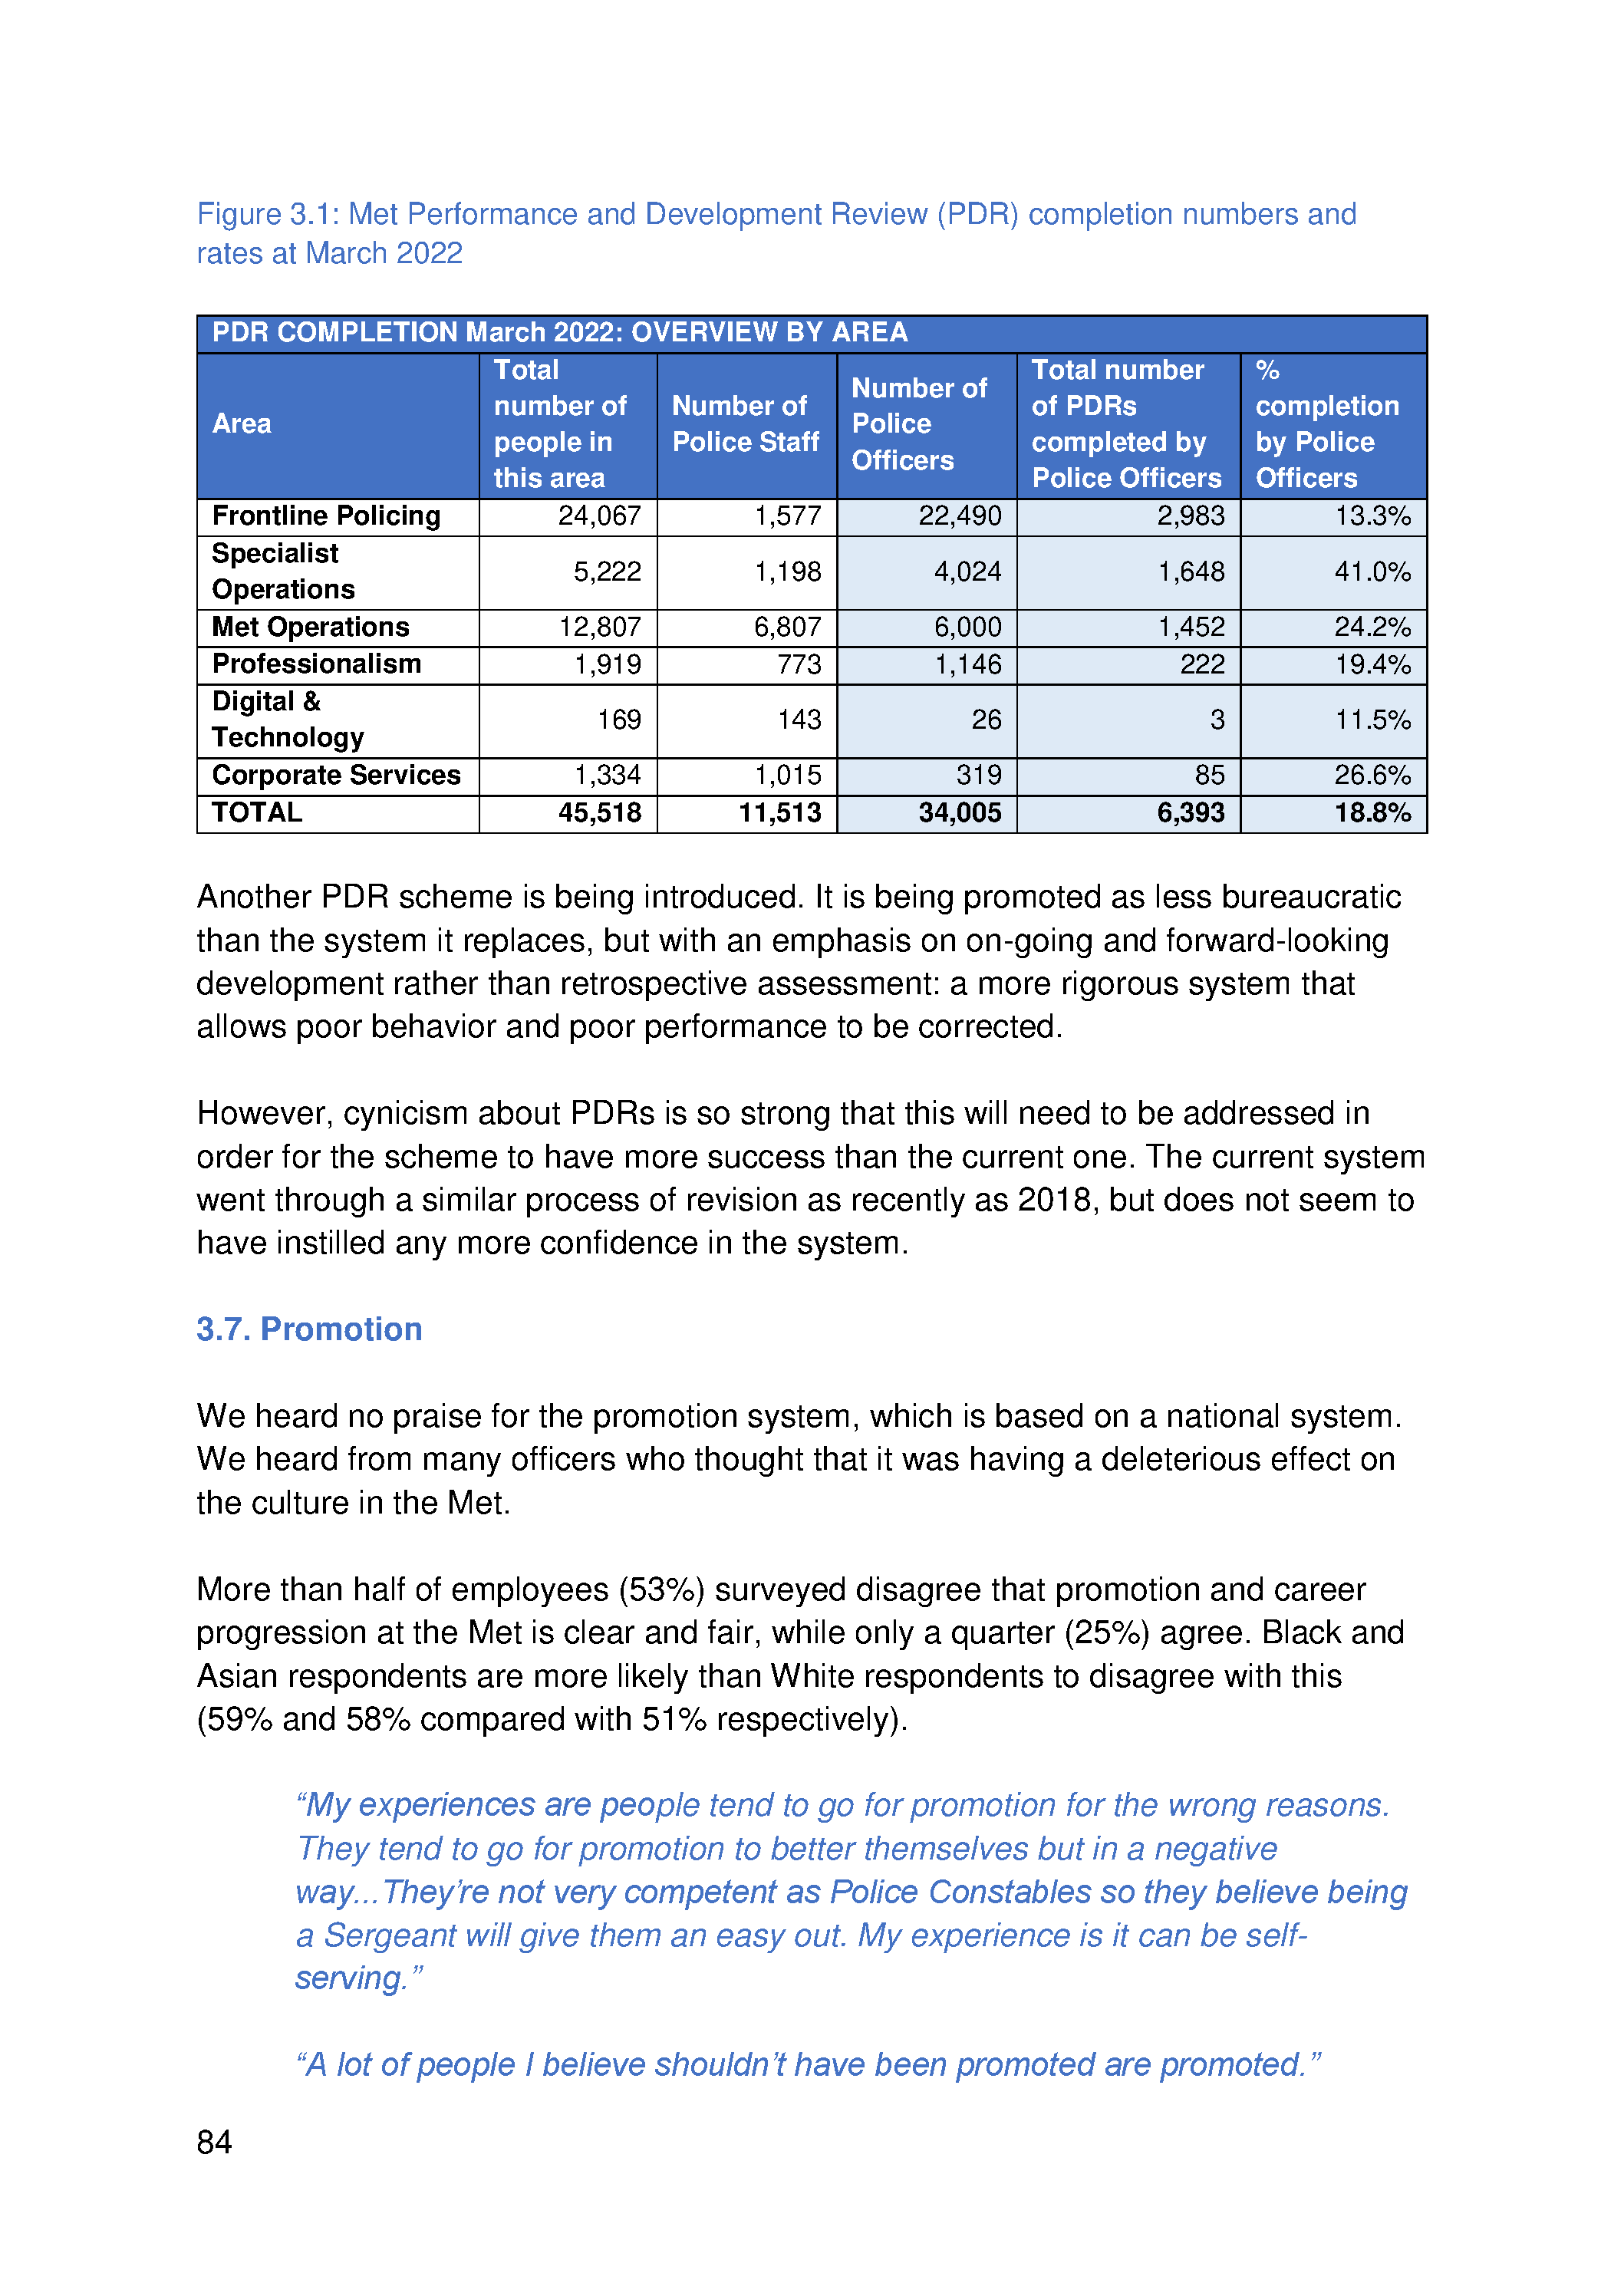 Figure 3.1: Met Performance and Development Review (PDR) completion numbers and
rates at March 2022
PDR COMPLETION March 2022: OVERVIEW BY AREA
Area
Total
number of
people in
this area
Number of
Police Staff
Number of
Police
Officers
Total number
of PDRs
completed by
Police Officers
%
completion
by Police
Officers
Frontline Policing 24,067 1,577 22,490 2,983 13.3%
Specialist
Operations 5,222 1,198 4,024 1,648 41.0%
Met Operations 12,807 6,807 6,000 1,452 24.2%
Professionalism 1,919 773 1,146 222 19.4%
Digital &
Technology 169 143 26 3 11.5%
Corporate Services 1,334 1,015 319 85 26.6%
TOTAL 45,518 11,513 34,005 6,393 18.8%
Another PDR scheme is being introduced. It is being promoted as less bureaucratic
than the system it replaces, but with an emphasis on on-going and forward-looking
development rather than retrospective assessment: a more rigorous system that
allows poor behavior and poor performance to be corrected.
However, cynicism about PDRs is so strong that this will need to be addressed in
order for the scheme to have more success than the current one. The current system
went through a similar process of revision as recently as 2018, but does not seem to
have instilled any more confidence in the system.
3.7. Promotion
We heard no praise for the promotion system, which is based on a national system.
We heard from many officers who thought that it was having a deleterious effect on
the culture in the Met.
More than half of employees (53%) surveyed disagree that promotion and career
progression at the Met is clear and fair, while only a quarter (25%) agree. Black and
Asian respondents are more likely than White respondents to disagree with this
(59% and 58% compared with 51% respectively).
“My experiences are people tend to go for promotion for the wrong reasons.
They tend to go for promotion to better themselves but in a negative
way...They’re not very competent as Police Constables so they believe being
a Sergeant will give them an easy out. My experience is it can be self-
serving.”
“A lot of people I believe shouldn’t have been promoted are promoted.”
84